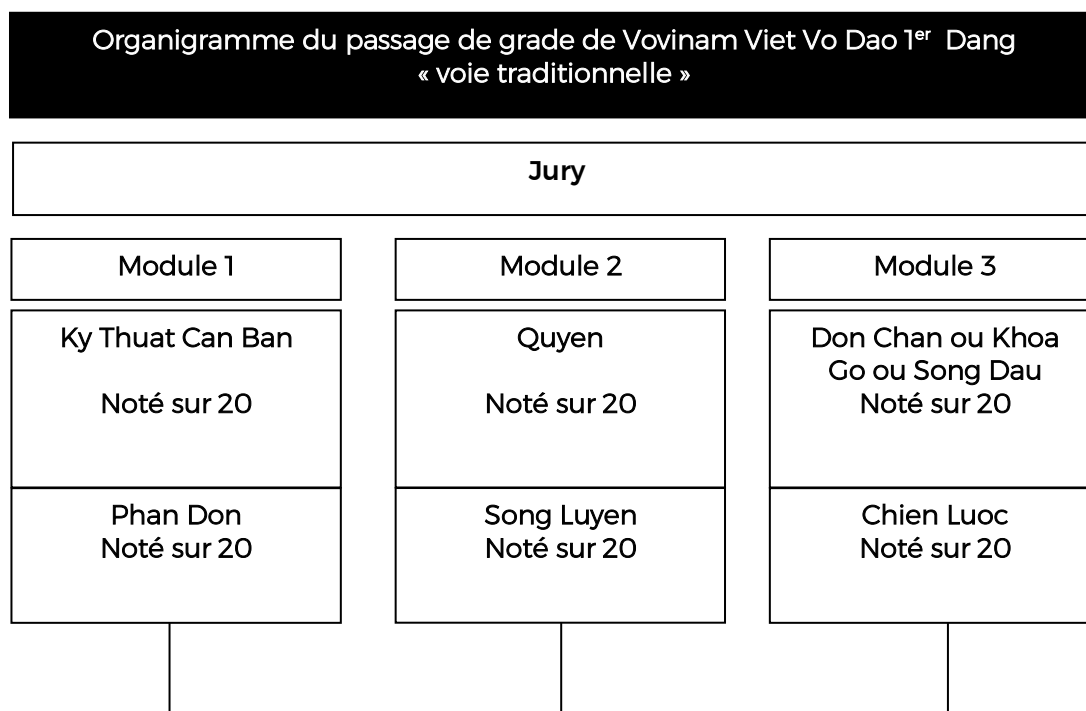 Organigramme du passage de grade de Vovinam Viet Vo Dao 1er Dang
« voie traditionnelle »
Jury
Module 1
Ky Thuat Can Ban
Noté sur 20
Phan Don
Noté sur 20
Module 2
Quyen
Noté sur 20
Song Luyen
Noté sur 20
Module 3
Don Chan ou Khoa
Go ou Song Dau
Noté sur 20
Chien Luoc
Noté sur 20